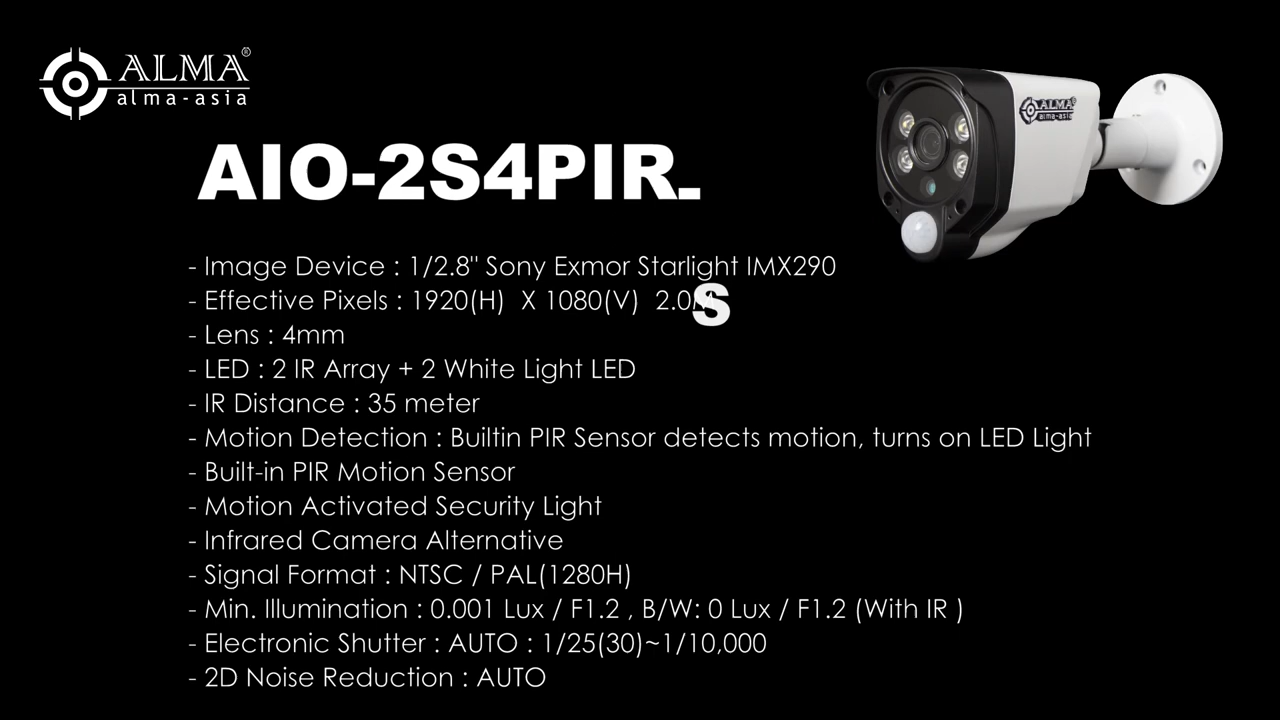 ALMA®
alma-asia
ALMA®
alma-asia
AIO-2S4PIR-
S
- Image Device : 1/2.8" Sony Exmor Starlight IMX290
- Effective Pixels : 1920(H) X 1080(V) 2.0M
- Lens : 4mm
- LED : 2 IR Array + 2 White Light LED
- IR Distance : 35 meter
- Motion Detection : Builtin PIR Sensor detects motion, turns on LED Light
- Built-in PIR Motion Sensor
- Motion Activated Security Light
- Infrared Camera Alternative
- Signal Format : NTSC / PAL(1280H)
- Min. Illumination : 0.001 Lux / F1.2 , B/W: 0 Lux / F1.2 (With IR )
- Electronic Shutter : AUTO : 1/25(30)~1/10,000
- 2D Noise Reduction : AUTO